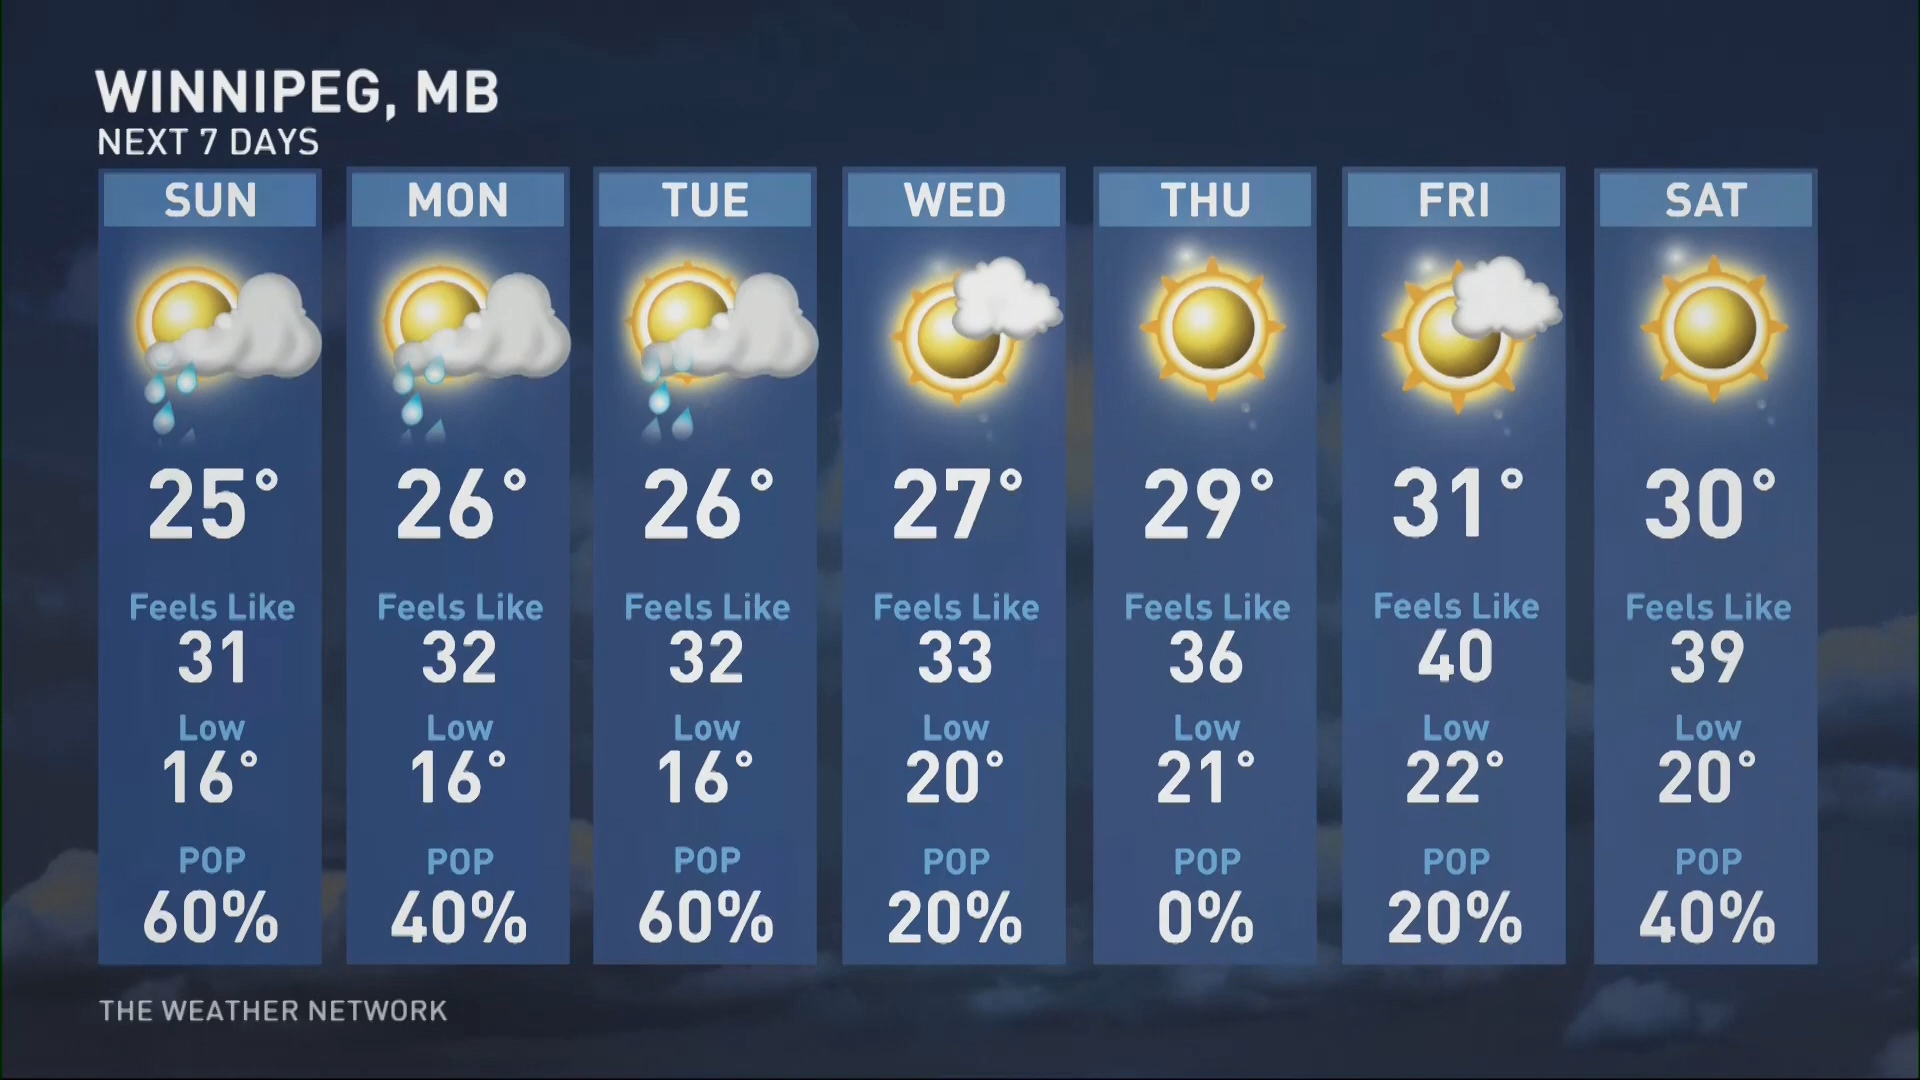 WINNIPEG, MB
NEXT 7 DAYS
SUN MON TUE WED THU FRI SAT
25° 26° 26° 27° 29° 31° 30°
Feels Like Feels Like Feels Like Feels Like Feels Like Feels Like Feels Like
31 32 32 33 36 40 39
Low Low Low Low Low Low Low
16° 16° 16° 20° 21° 22° 20°
POP POP POP POP POP POP POP
60% 40% 60% 20% 0% 20% 40%
THE WEATHER NETWORK